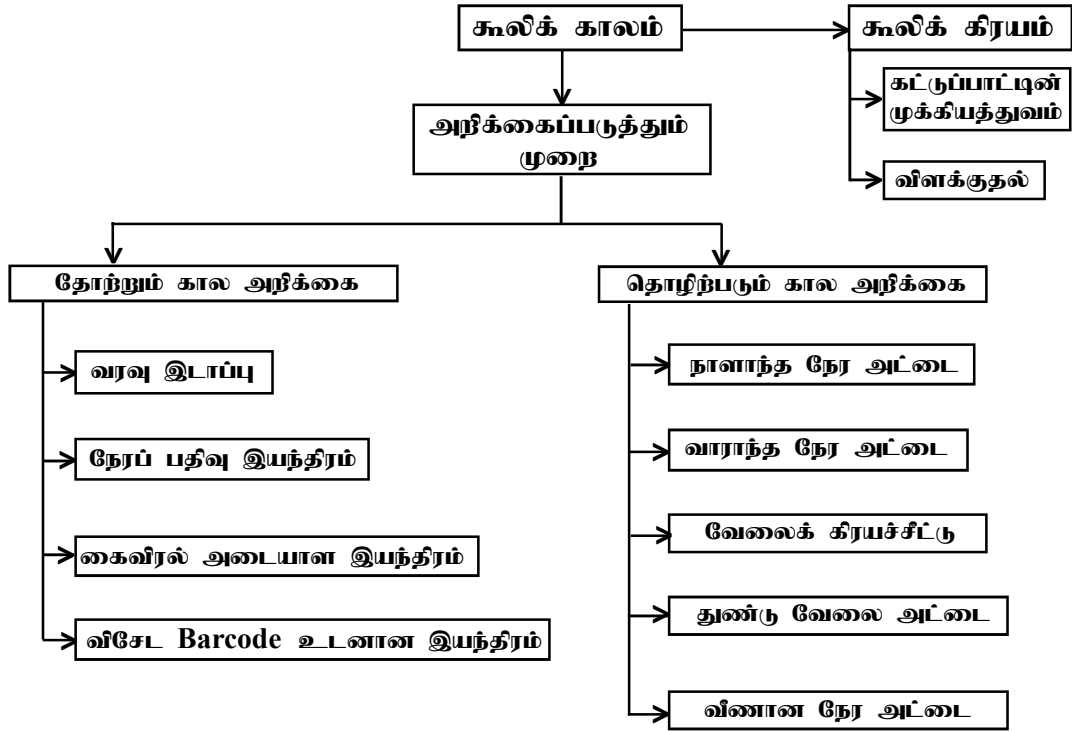 கூலிக் காலம்
கூலிக் கிரயம்
கட்டுப்பாட்டின்
முக்கியத்துவம்
விளக்குதல்
அறிக்கைப்படுத்தும்
முறை
தோற்றும் கால அறிக்கை
வரவு இடாப்பு
நேரப் பதிவு இயந்திரம்
கைவிரல் அடையாள இயந்திரம்
விசேட Barcode உடனான இயந்திரம்
தொழிற்படும் கால அறிக்கை
நாளாந்த நேர அட்டை
வாராந்த நேர அட்டை
வேலைக் கிரயச்சீட்டு
துண்டு வேலை அட்டை
வீணான நேர அட்டை